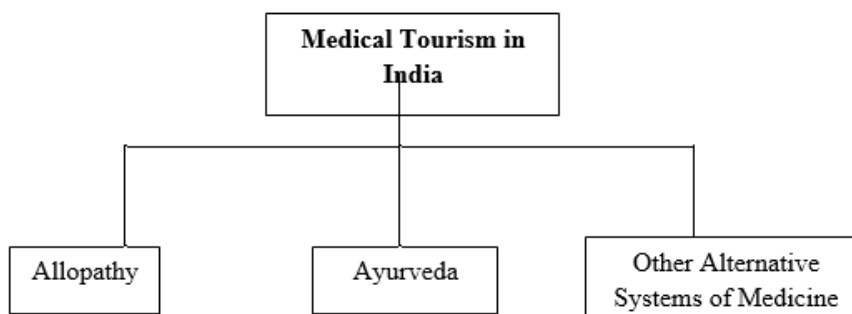 Medical Tourism in
India
Allopathy
Ayurveda
Other Alternative
Systems of Medicine